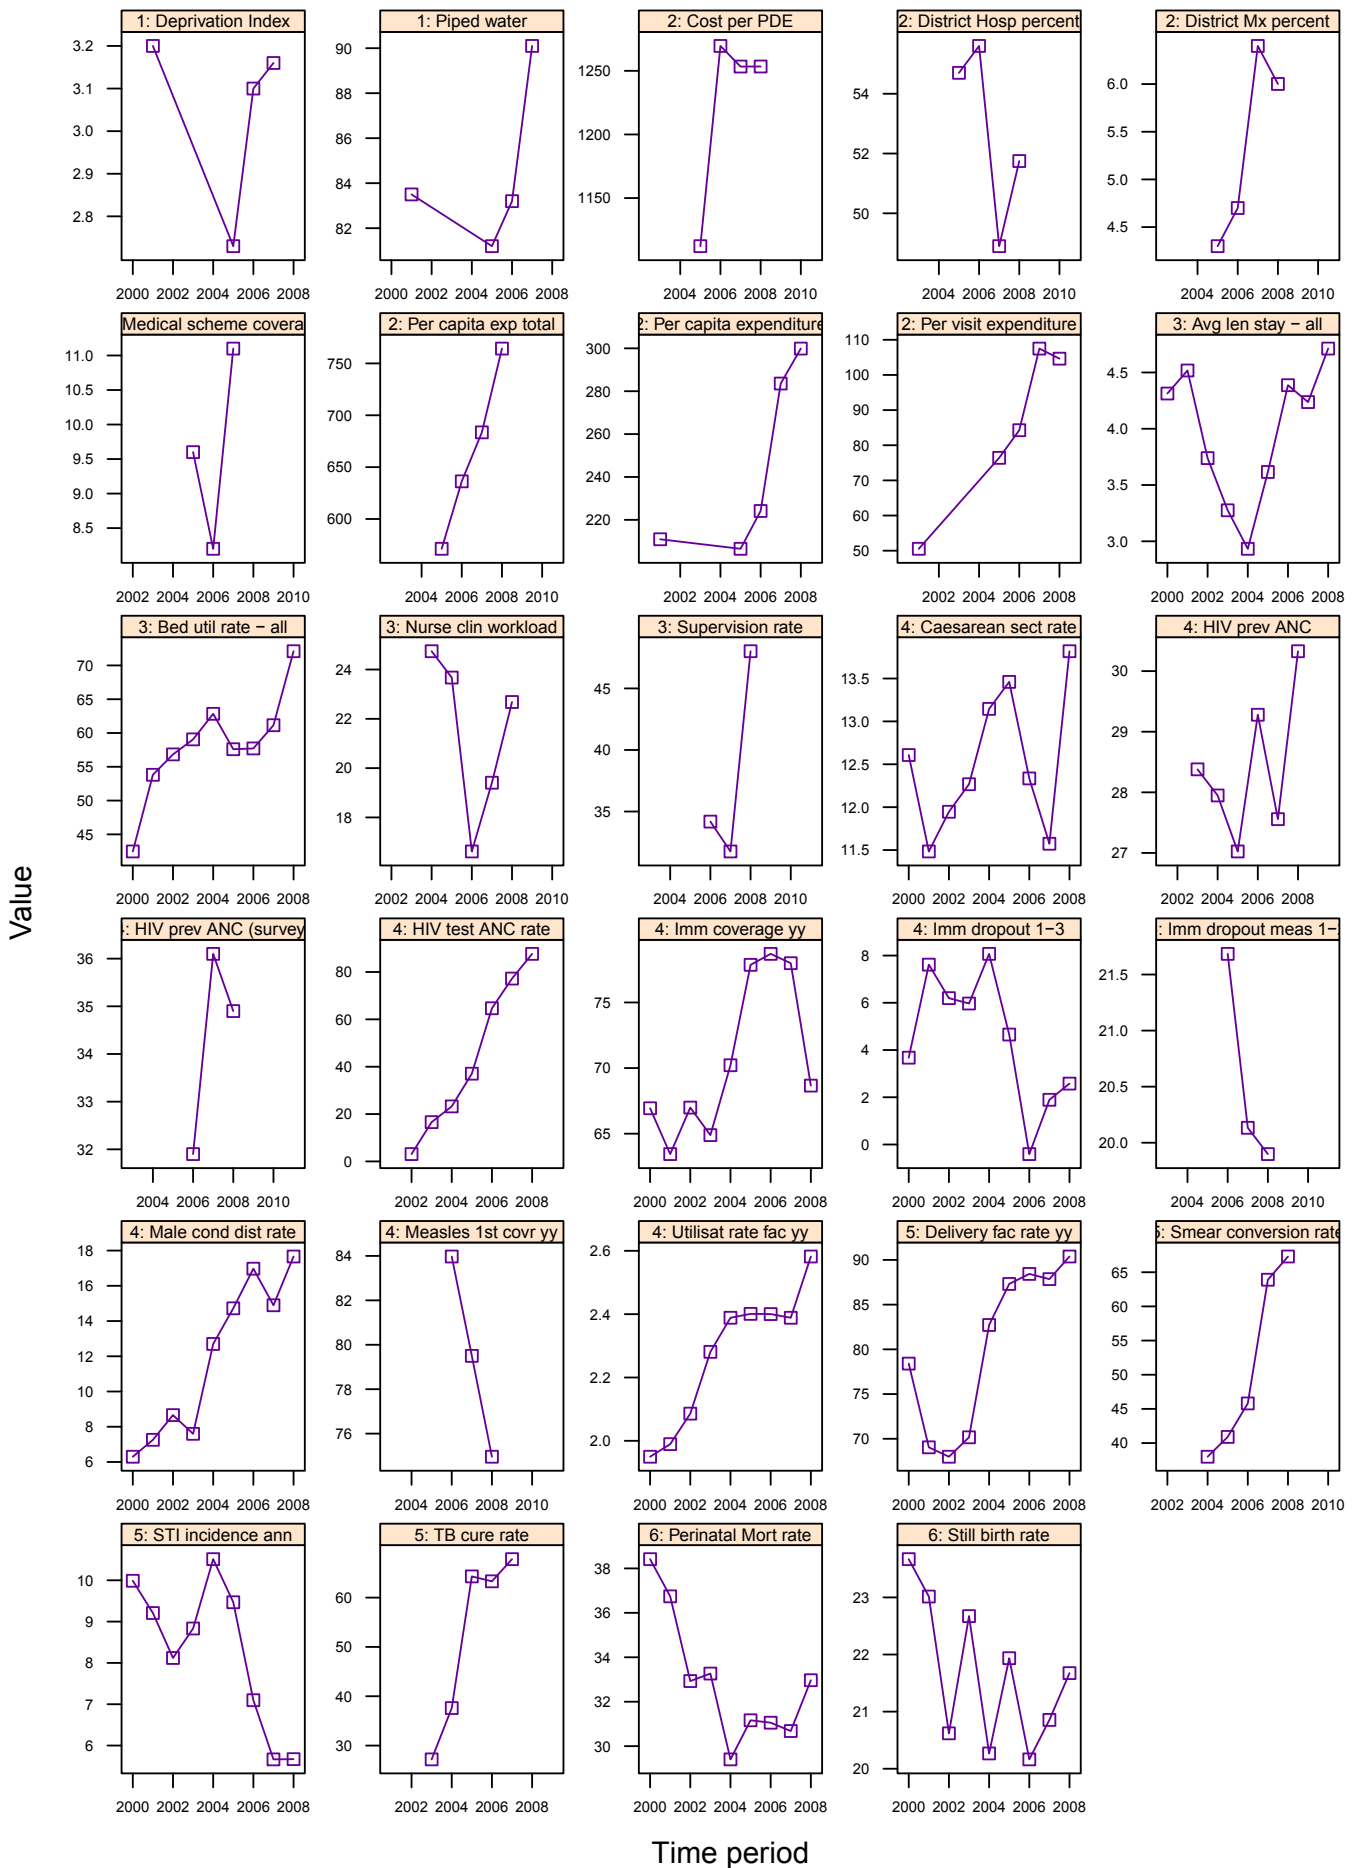 1: Deprivation Index
1: Piped water
2: Cost per PDE
2: District Hosp percent
2: District Mx percent
3.2
3.1
3.0
2.9
2.8
90
88
86
84
82
1250
1200
1150
54
52
50
6.0
5.5
5.0
4.5
2000 2002 2004 2006 2008
2000 2002 2004 2006 2008
2004 2006 2008 2010
2004 2006 2008 2010
2004 2006 2008 2010
Medical scheme covera
2: Per capita exp total
2: Per capita expenditure
2: Per visit expenditure
3: Avg len stay − all
11.0
10.5
10.0
9.5
9.0
8.5
750
700
650
600
300
280
260
240
220
110
100
90
80
70
60
50
4.5
4.0
3.5
3.0
2002 2004 2006 2008 2010
2004 2006 2008 2010
2002 2004 2006 2008
2002 2004 2006 2008
2000 2002 2004 2006 2008
3: Bed util rate − all
3: Nurse clin workload
3: Supervision rate
4: Caesarean sect rate
4: HIV prev ANC
70
65
60
55
50
45
24
22
20
18
45
40
35
13.5
13.0
12.5
12.0
11.5
30
29
28
27
2000 2002 2004 2006 2008
2002 2004 2006 2008 2010
2004 2006 2008 2010
2000 2002 2004 2006 2008
2002 2004 2006 2008
Value
: HIV prev ANC (survey
4: HIV test ANC rate
4: Imm coverage yy
4: Imm dropout 1−3
: Imm dropout meas 1−
36
35
34
33
32
80
60
40
20
0
75
70
65
8
6
4
2
0
21.5
21.0
20.5
20.0
2004 2006 2008 2010
2002 2004 2006 2008
2000 2002 2004 2006 2008
2000 2002 2004 2006 2008
2004 2006 2008 2010
4: Male cond dist rate
4: Measles 1st covr yy
4: Utilisat rate fac yy
5: Delivery fac rate yy
5: Smear conversion rate
18
16
14
12
10
8
6
84
82
80
78
76
2.6
2.4
2.2
2.0
90
85
80
75
70
65
60
55
50
45
40
2000 2002 2004 2006 2008
2004 2006 2008 2010
2000 2002 2004 2006 2008
2000 2002 2004 2006 2008
2002 2004 2006 2008 2010
5: STI incidence ann
5: TB cure rate
6: Perinatal Mort rate
6: Still birth rate
10
9
8
7
6
60
50
40
30
38
36
34
32
30
23
22
21
20
2000 2002 2004 2006 2008
2002 2004 2006 2008
2000 2002 2004 2006 2008
2000 2002 2004 2006 2008
Time period